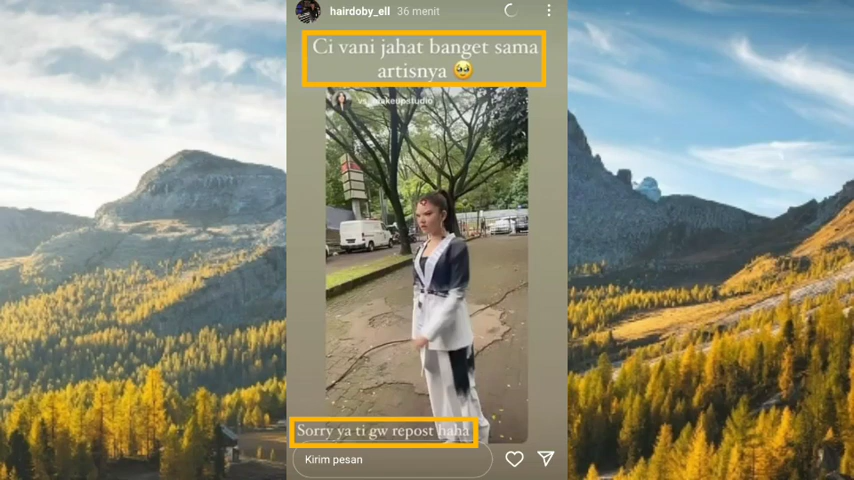 hairdoby_ell 36 menit
Ci vani jahat banget sama
artisnya 🥹
Sorry ya ti gw repost haha
Kirim pesan